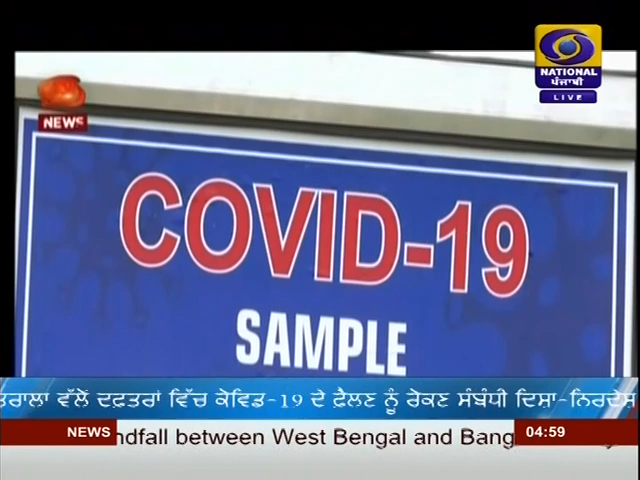 NATIONAL
ਪੰਜਾਬੀ
LIVE
NEWS
COVID-19
SAMPLE
ਵੱਲੋਂ ਦਫ਼ਤਰਾਂ ਵਿੱਚ ਕੋਵਿਡ-19 ਦੇ ਫ਼ੈਲਣ ਨੂੰ ਰੋਕਣ ਸੰਬੰਧੀ ਦਿਸ਼ਾ-ਨਿਰਦੇਸ਼
NEWS ndfall between West Bengal and Bang 04:59